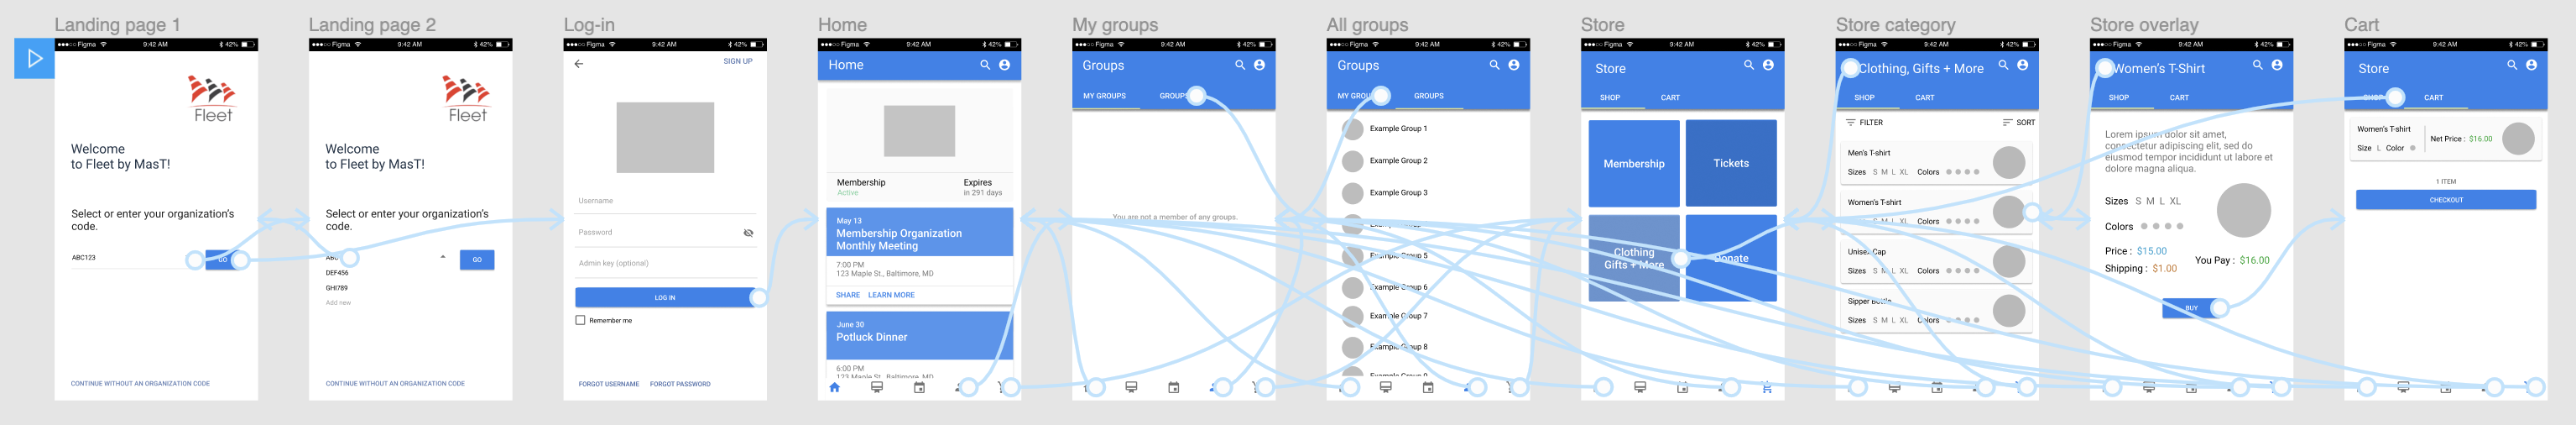 Landing page 1
Figma
9:42 AM
42%
Fleet
Welcome
to Fleet by MasT!
Select or enter your organization's
code.
ABC123
GO
CONTINUE WITHOUT AN ORGANIZATION CODE
Landing page 2
Figma
9:42 AM
42%
Fleet
Welcome
to Fleet by MasT!
Select or enter your organization's
code.
GO
DEF456
GHI789
Add new
CONTINUE WITHOUT AN ORGANIZATION CODE
Log-in
Figma
9:42 AM
42%
SIGN UP
Username
Password
Admin key (optional)
LOG IN
Remember me
FORGOT USERNAME FORGOT PASSWORD
Home
Figma
9:42 AM
42%
Home
Membership
Active
Expires
in 291 days
May 13
Membership Organization
Monthly Meeting
7:00 PM
123 Maple St., Baltimore, MD
SHARE LEARN MORE
June 30
Potluck Dinner
6:00 PM
123 Maple St., Baltimore, MD
My groups
Figma
9:42 AM
42%
Groups
MY GROUPS GROUPS
You are not a member of any groups.
All groups
Figma
9:42 AM
42%
Groups
MY GROUPS
Example Group 1
Example Group 2
Example Group 3
Example Group 5
Example Group 6
Example Group 7
Example Group 8
Store
Figma
9:42 AM
42%
Store
SHOP CART
Membership
Tickets
Clothing
Gifts + More
Donate
Store category
Figma
9:42 AM
42%
Clothing, Gifts + More
SHOP CART
FILTER SORT
Men's T-shirt
Sizes S M L XL Colors
Women's T-shirt
Sizes S M L XL Colors
Unisex Cap
Sizes S M L XL Colors
Sipper Bottle
Sizes S M L XL Colors
Store overlay
Figma
9:42 AM
42%
Women's T-Shirt
SHOP CART
Lorem ipsum dolor sit amet,
consectetur adipiscing elit, sed do
eiusmod tempor incididunt ut labore et
dolore magna aliqua.
Sizes S M L XL
Colors
Price : $15.00
Shipping : $1.00
You Pay : $16.00
BUY
Cart
Figma
9:42 AM
42%
Store
SHOP CART
Women's T-shirt
Size L Color
Net Price : $16.00
1 ITEM
CHECKOUT